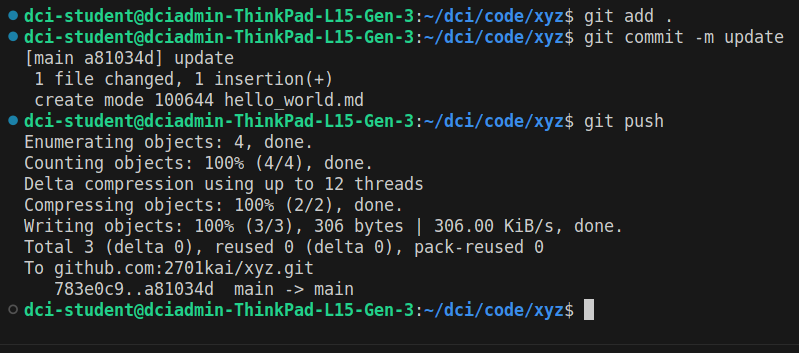 dci-student@dciadmin-ThinkPad-L15-Gen-3:~/dci/code/xyz$ git add .
dci-student@dciadmin-ThinkPad-L15-Gen-3:~/dci/code/xyz$ git commit -m update
[main a81034d] update
 1 file changed, 1 insertion(+)
 create mode 100644 hello_world.md
dci-student@dciadmin-ThinkPad-L15-Gen-3:~/dci/code/xyz$ git push
Enumerating objects: 4, done.
Counting objects: 100% (4/4), done.
Delta compression using up to 12 threads
Compressing objects: 100% (2/2), done.
Writing objects: 100% (3/3), 306 bytes | 306.00 KiB/s, done.
Total 3 (delta 0), reused 0 (delta 0), pack-reused 0
To github.com:2701kai/xyz.git
   783e0c9..a81034d  main -> main
dci-student@dciadmin-ThinkPad-L15-Gen-3:~/dci/code/xyz$